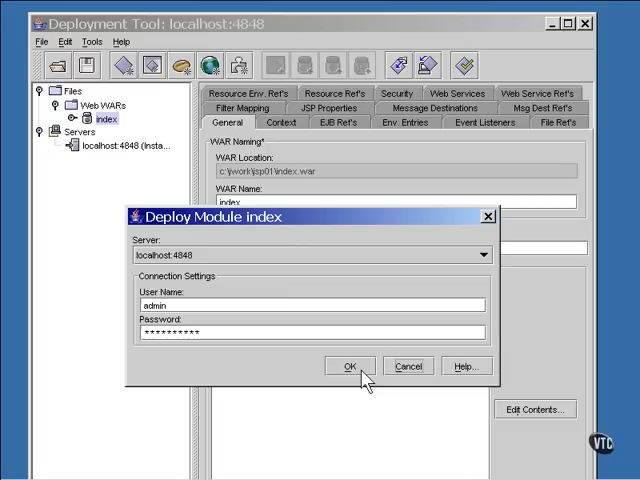 Deployment Tool: localhost:4848
File Edit Tools Help
Files
Web WARs
index
Servers
localhost:4848 (Insta...
Resource Env. Ref's Resource Ref's Security Web Services Web Service Ref's
Filter Mapping JSP Properties Message Destinations Msg Dest Ref's
General Context EJB Ref's Env. Entries Event Listeners File Ref's
WAR Naming*
WAR Location:
c:\jwork\jsp01\index.war
WAR Name:
index
Deploy Module index
Server:
localhost:4848
Connection Settings
User Name:
admin
Password:
**********
OK Cancel Help...
Edit Contents...
VTC